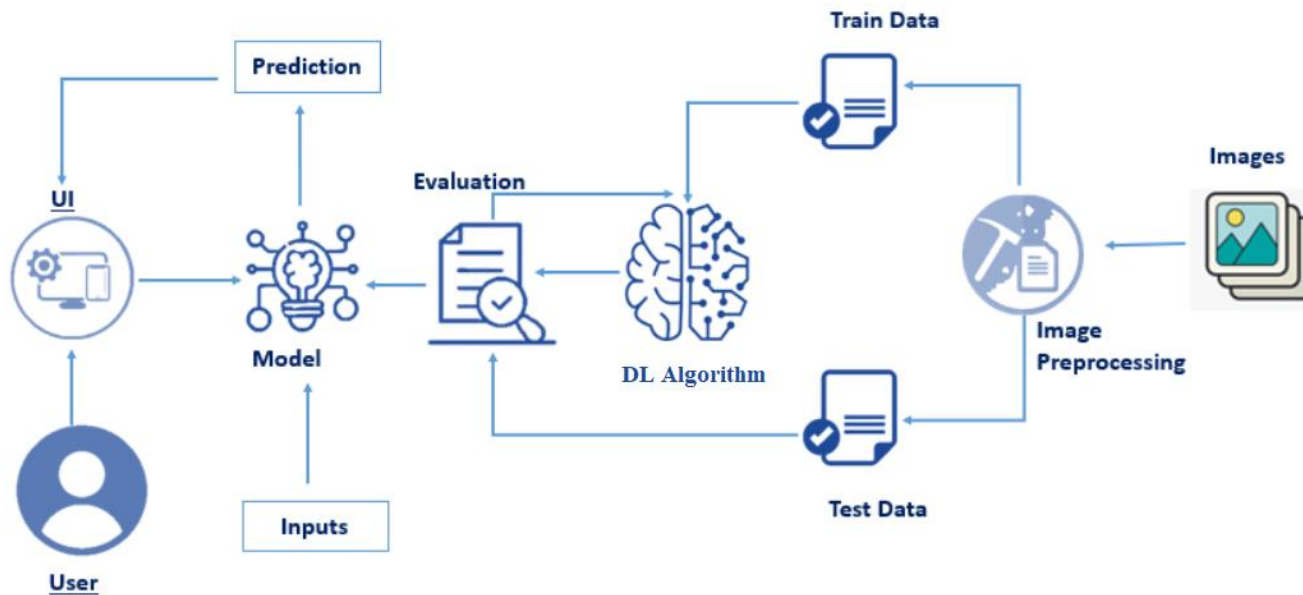 Train Data
Prediction
Images
Evaluation
UI
Model
DL Algorithm
Image
Preprocessing
Inputs
Test Data
User